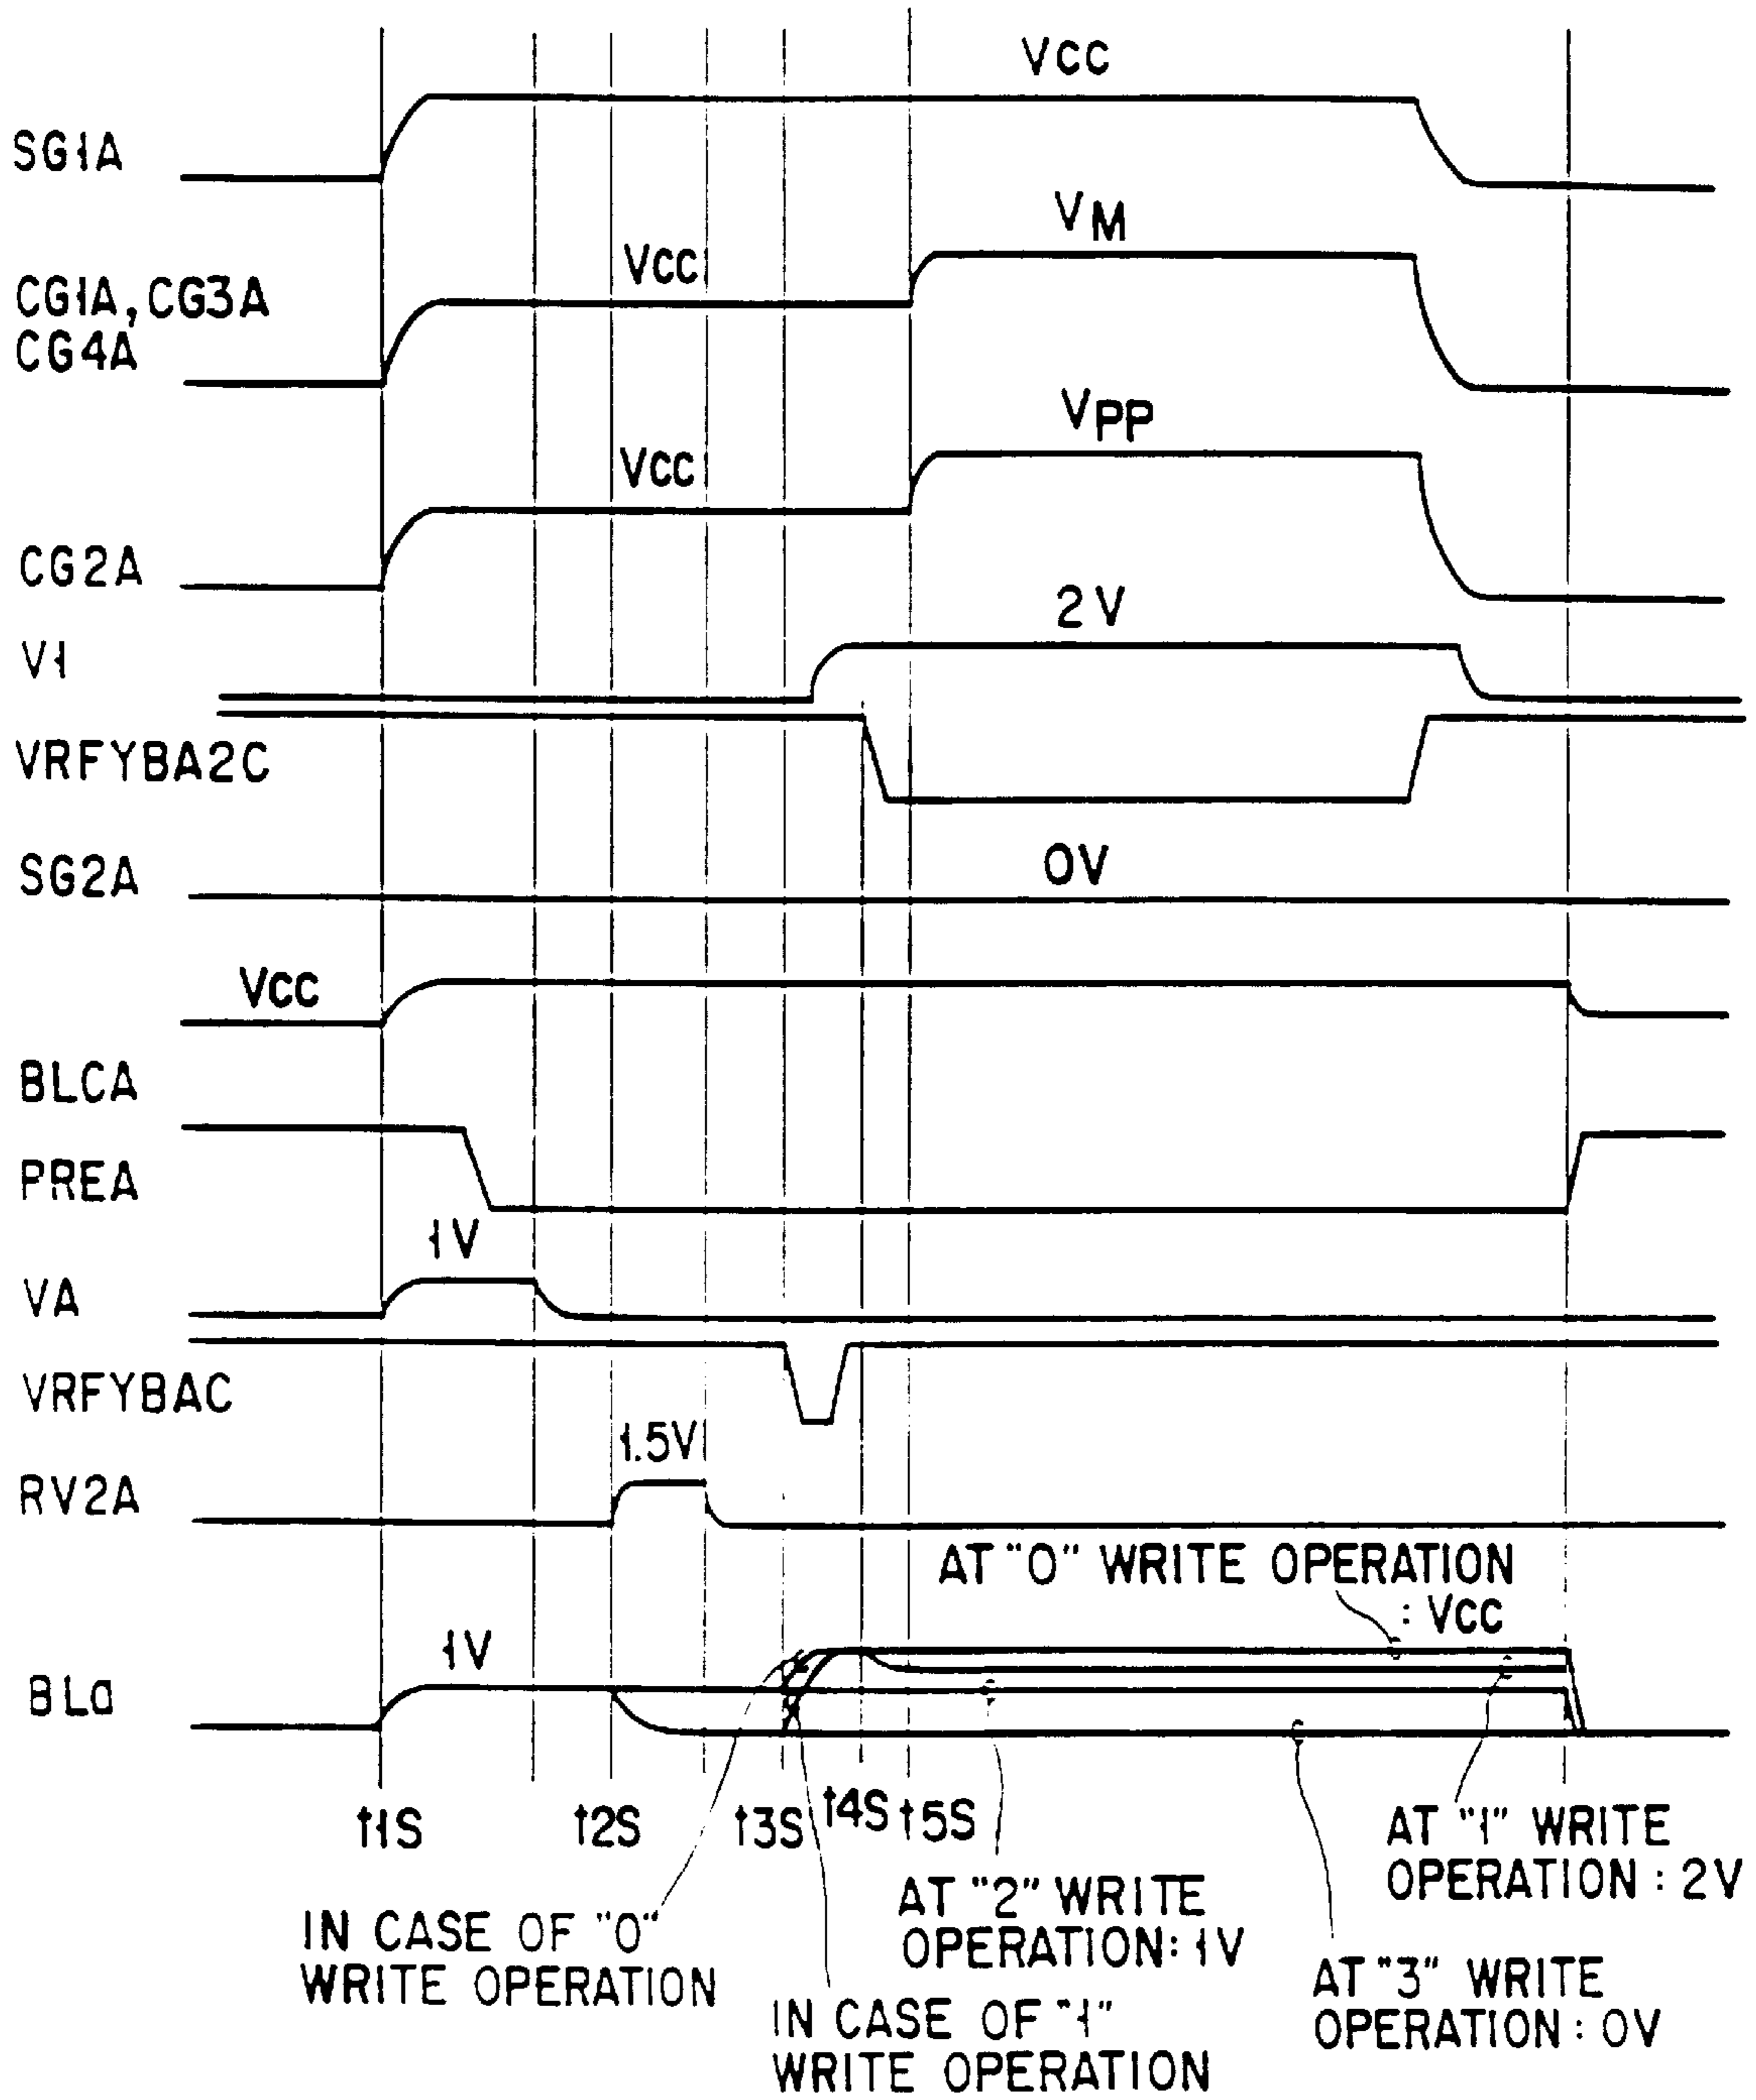 VCC
SG1A
VM
VCC
CG1A, CG3A
CG4A
VPP
VCC
CG2A
2V
V1
VRFYBA2C
SG2A
0V
VCC
BLCA
PREA
1V
VA
VRFYBAC
1.5V
RV2A
AT "0" WRITE OPERATION
: VCC
1V
BLa
t1S
t2S
t3S
t4S
t5S
AT "1" WRITE
OPERATION : 2V
AT "2" WRITE
OPERATION: 1V
IN CASE OF "0"
WRITE OPERATION
AT "3" WRITE
OPERATION : 0V
IN CASE OF "1"
WRITE OPERATION